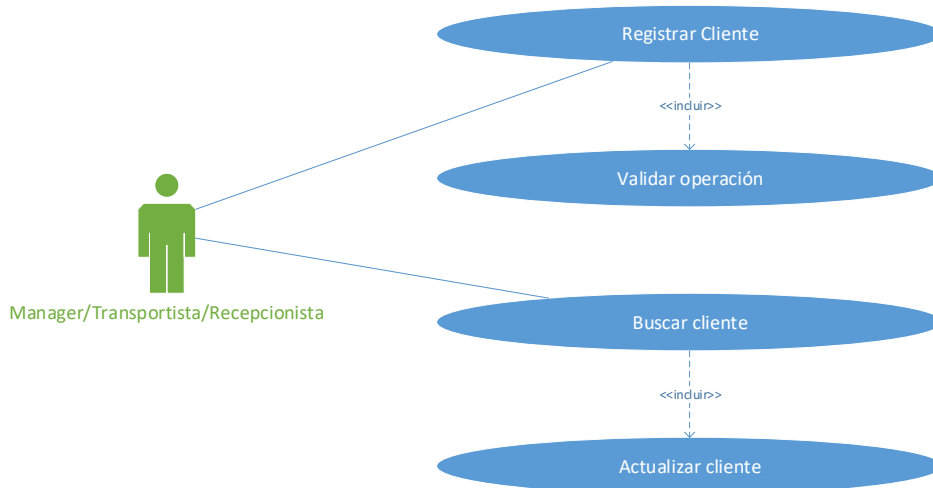 Registrar Cliente
<<incluir>>
Validar operación
Manager/Transportista/Recepcionista
Buscar cliente
<<incluir>>
Actualizar cliente